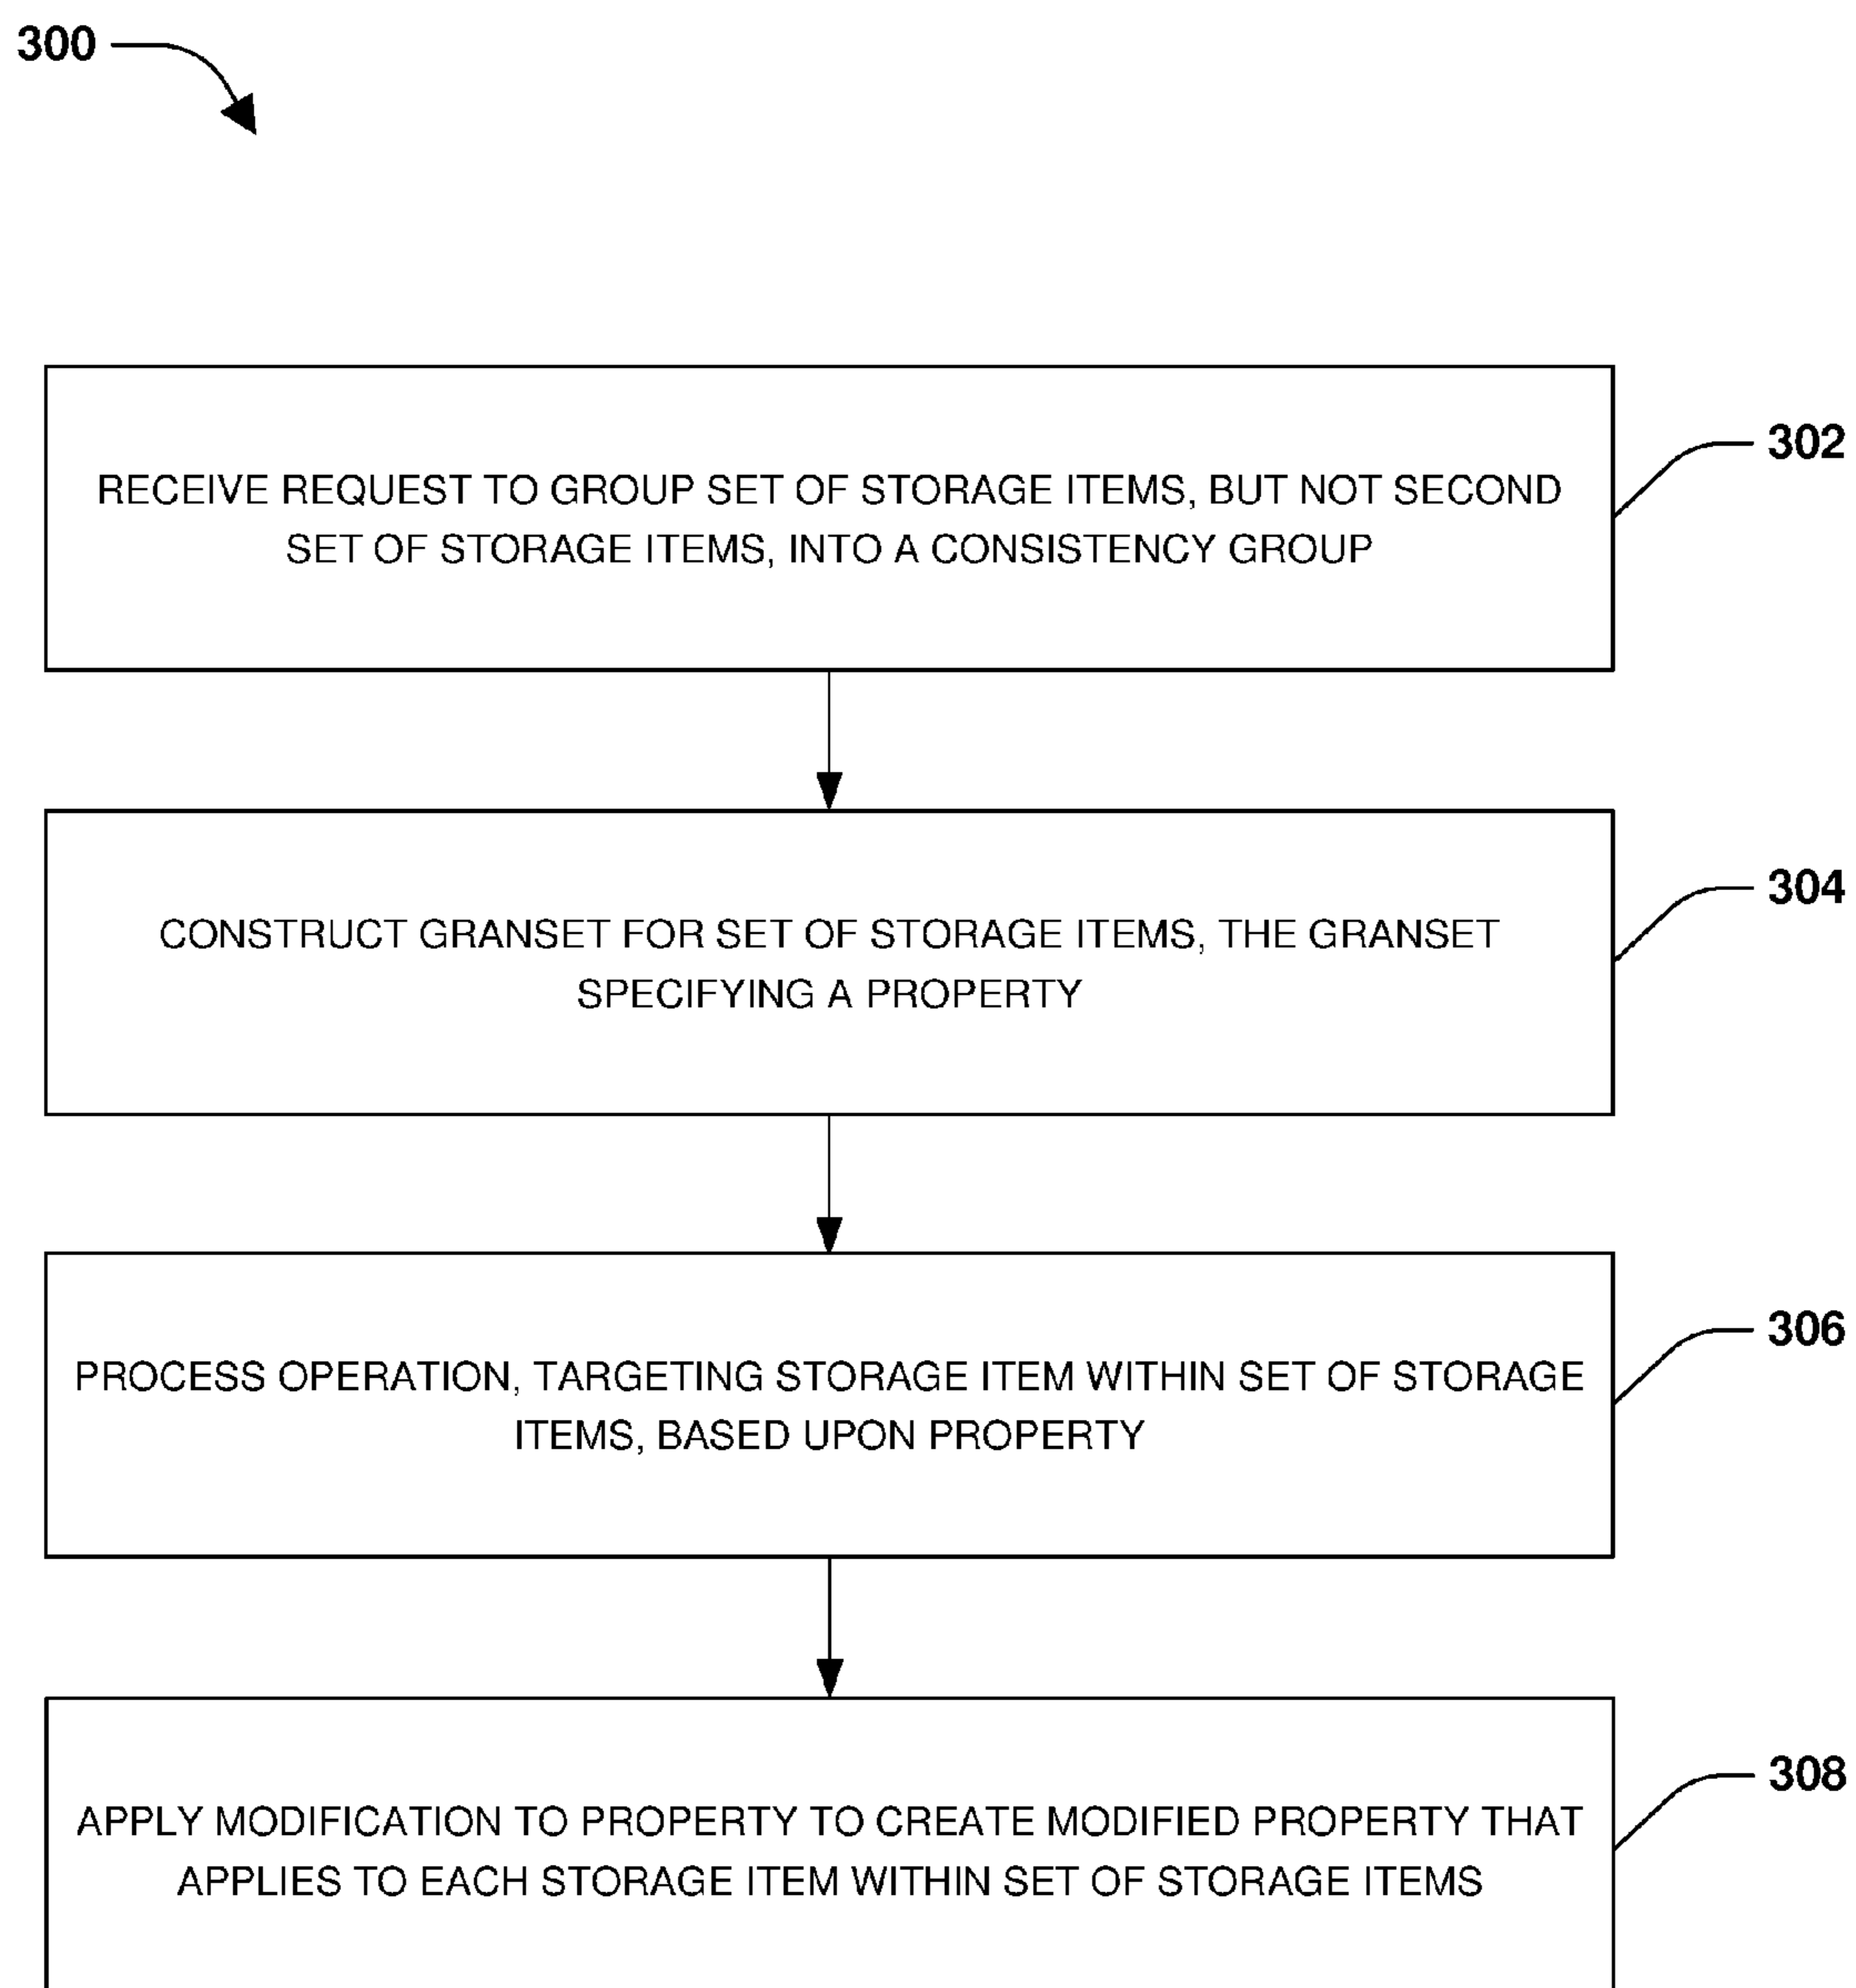 300
302
RECEIVE REQUEST TO GROUP SET OF STORAGE ITEMS, BUT NOT SECOND
SET OF STORAGE ITEMS, INTO A CONSISTENCY GROUP
304
CONSTRUCT GRANSET FOR SET OF STORAGE ITEMS, THE GRANSET
SPECIFYING A PROPERTY
306
PROCESS OPERATION, TARGETING STORAGE ITEM WITHIN SET OF STORAGE
ITEMS, BASED UPON PROPERTY
308
APPLY MODIFICATION TO PROPERTY TO CREATE MODIFIED PROPERTY THAT
APPLIES TO EACH STORAGE ITEM WITHIN SET OF STORAGE ITEMS